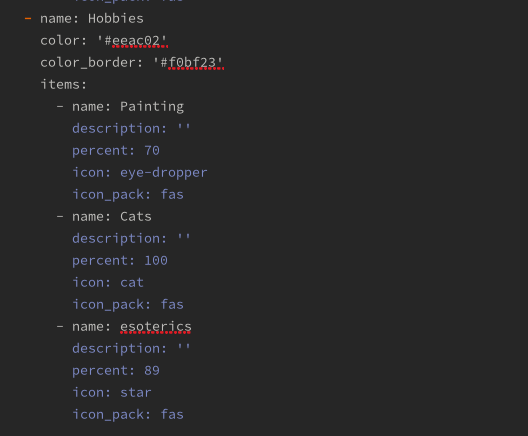 - name: Hobbies
color: '#eeac02'
color_border: '#f0bf23'
items:
- name: Painting
description: ''
percent: 70
icon: eye-dropper
icon_pack: fas
- name: Cats
description: ''
percent: 100
icon: cat
icon_pack: fas
- name: esoterics
description: ''
percent: 89
icon: star
icon_pack: fas